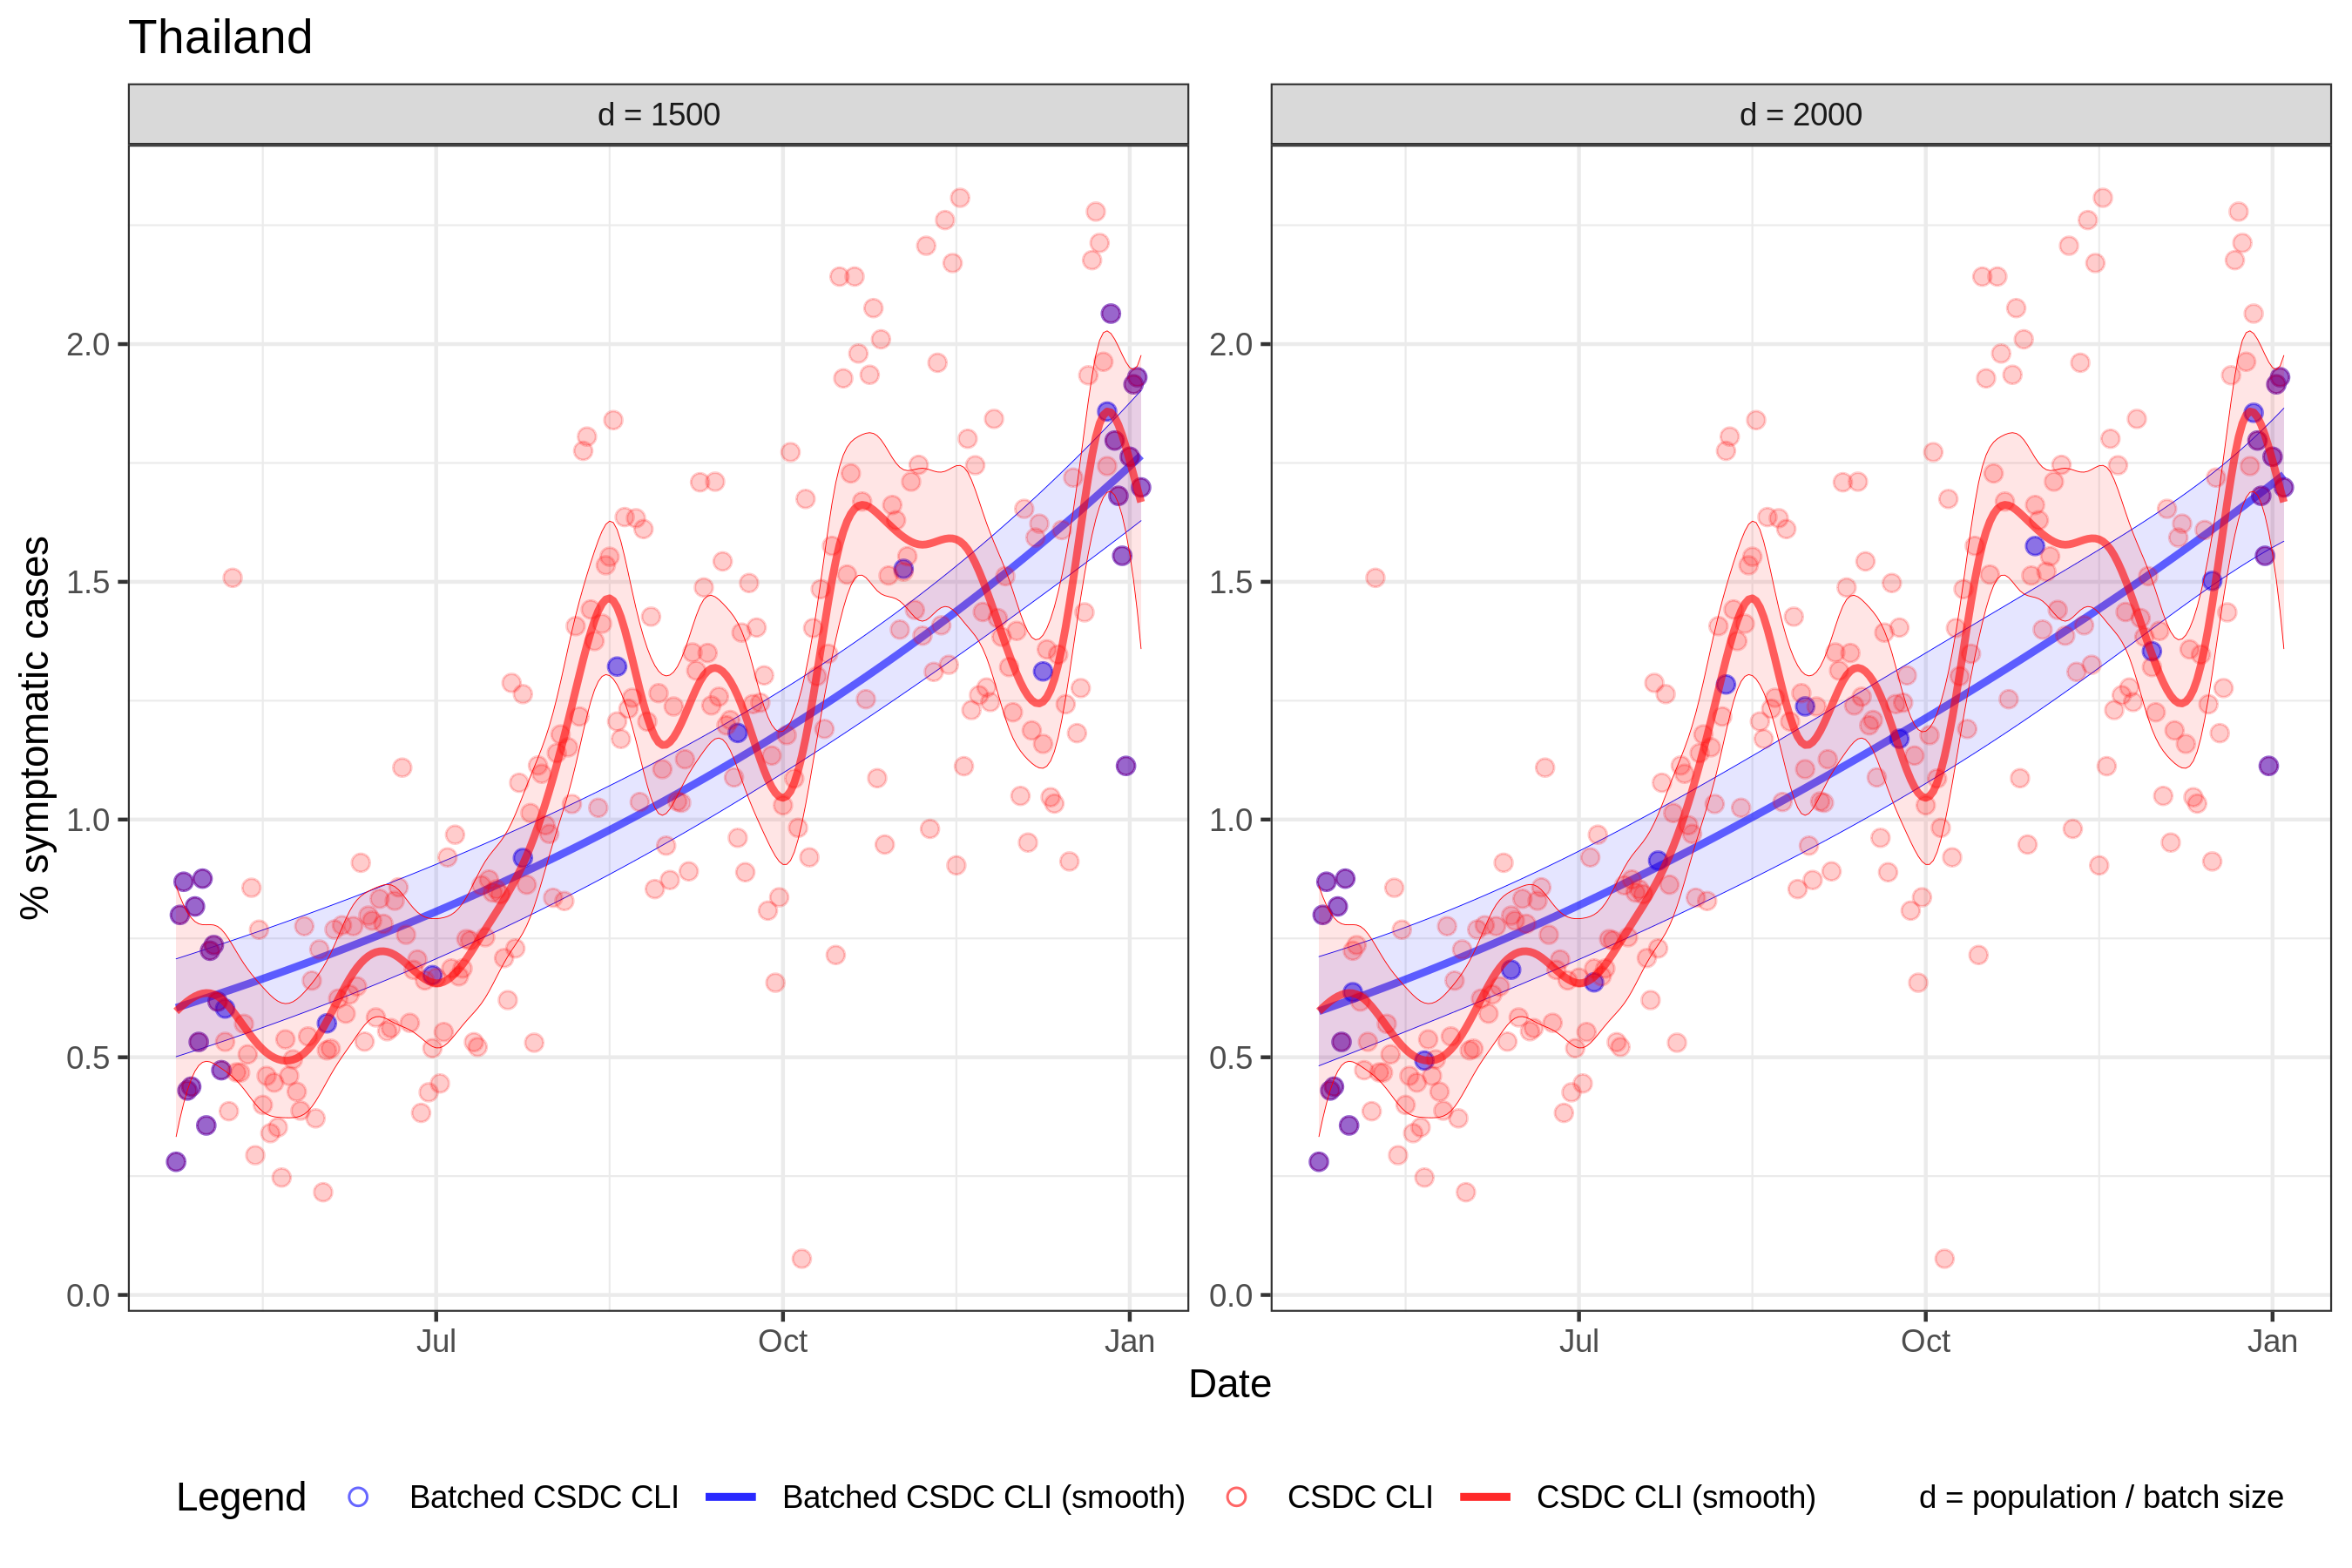 Thailand
d = 1500
d = 2000
% symptomatic cases
2.0
1.5
1.0
0.5
0.0
2.0
1.5
1.0
0.5
0.0
Jul
Oct
Jan
Jul
Oct
Jan
Date
Legend
Batched CSDC CLI
Batched CSDC CLI (smooth)
CSDC CLI
CSDC CLI (smooth)
d = population / batch size